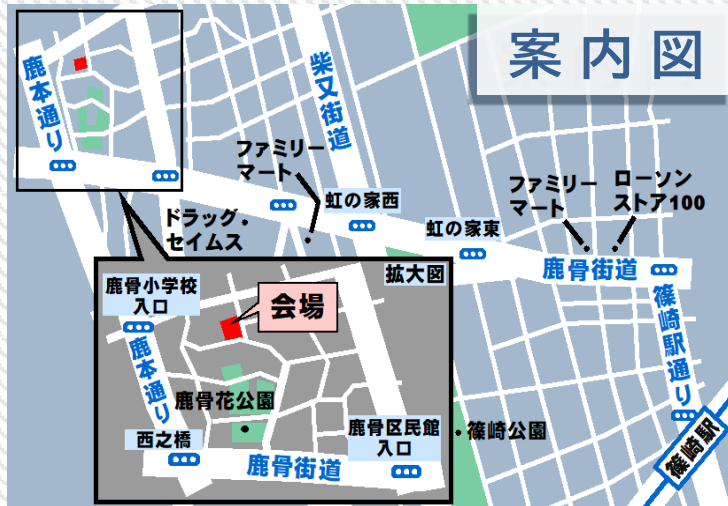 案内図
鹿本通り
柴又街道
ファミリー
マート
虹の家西
ドラッグ
セイムス
虹の家東
ファミリー
マート
ローソン
ストア100
鹿骨街道
篠崎駅通り
篠崎駅
篠崎公園
拡大図
鹿骨小学校
入口
会場
鹿本通り
鹿骨花公園
西之橋
鹿骨街道
鹿骨区民館
入口